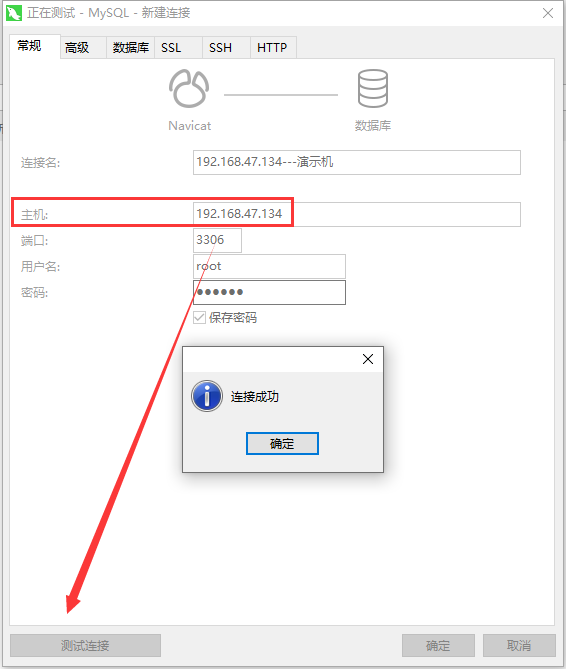 正在测试 - MySQL - 新建连接
常规 高级 数据库 SSL SSH HTTP
Navicat 数据库
连接名: 192.168.47.134---演示机
主机: 192.168.47.134
端口: 3306
用户名: root
密码: ●●●●●●
保存密码
连接成功
确定
测试连接 确定 取消